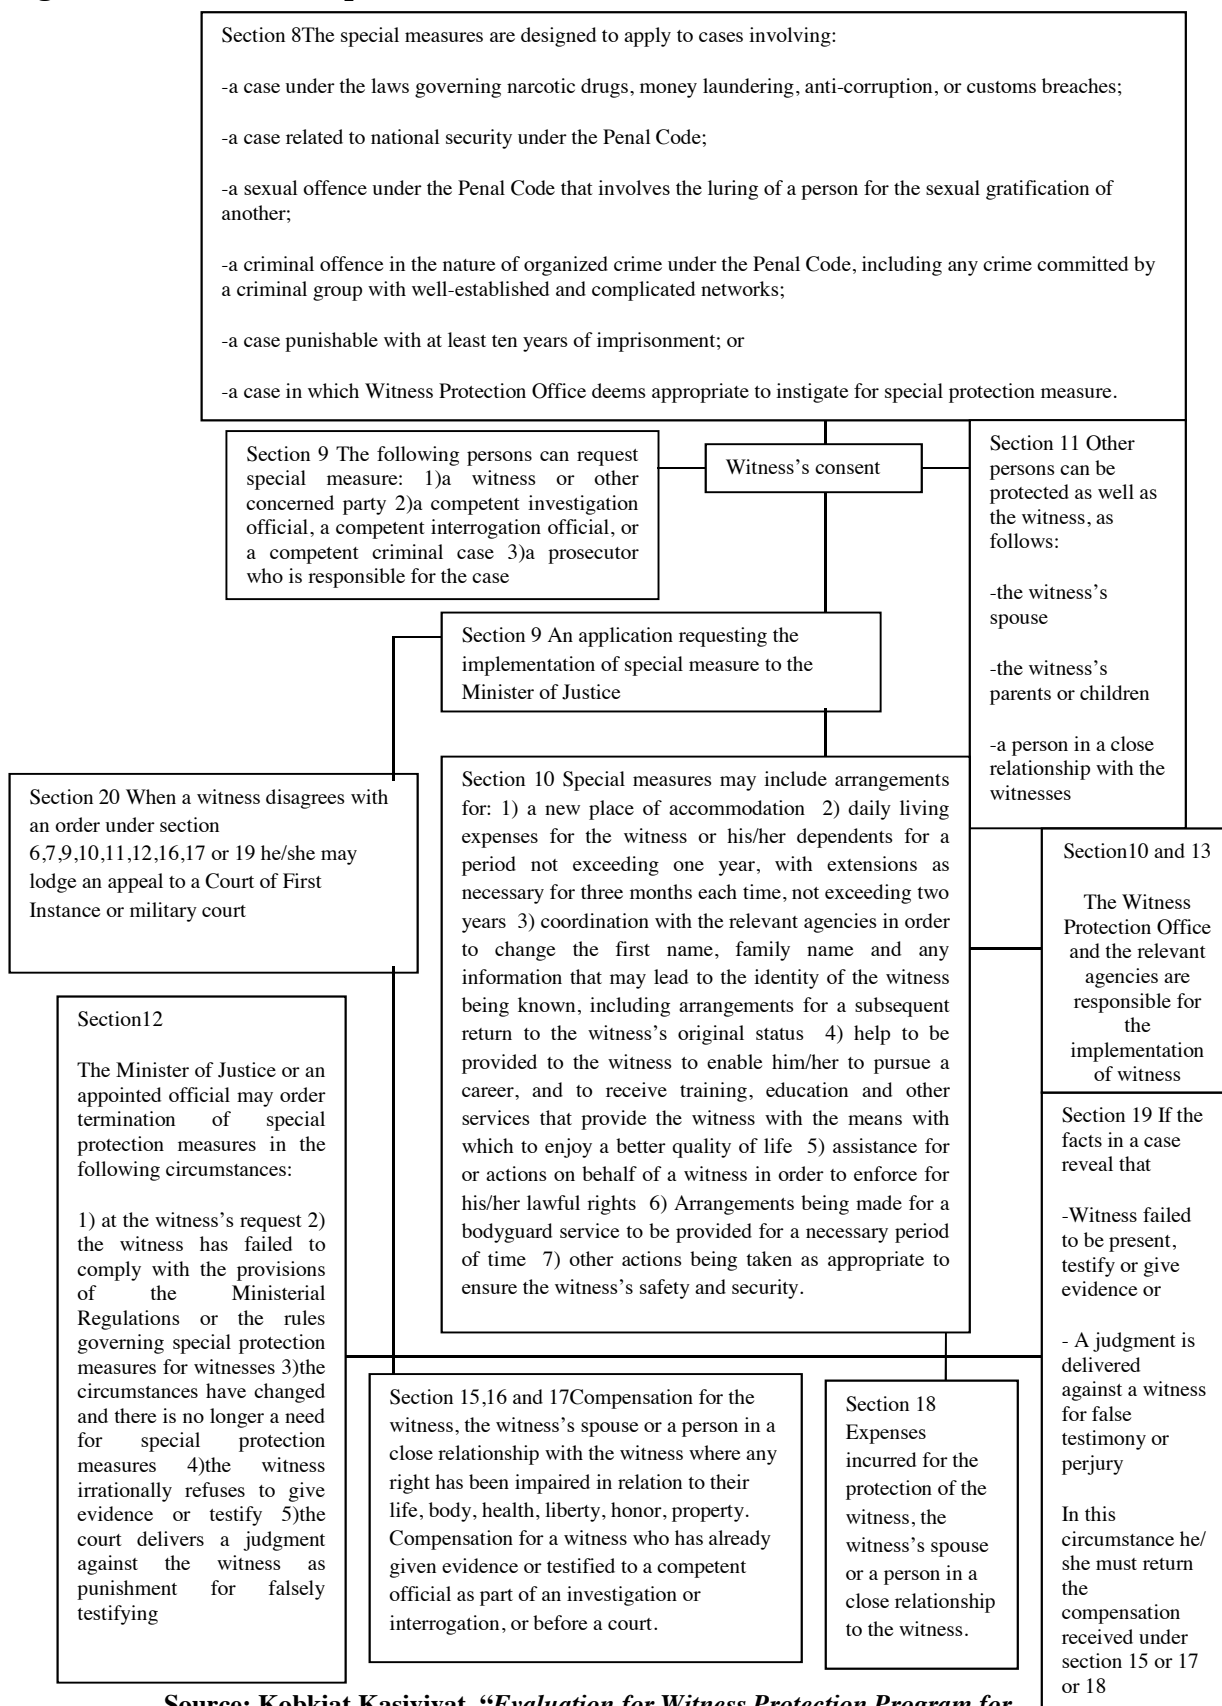 Section 8The special measures are designed to apply to cases involving:
-a case under the laws governing narcotic drugs, money laundering, anti-corruption, or customs breaches;
-a case related to national security under the Penal Code;
-a sexual offence under the Penal Code that involves the luring of a person for the sexual gratification of
another;
-a criminal offence in the nature of organized crime under the Penal Code, including any crime committed by
a criminal group with well-established and complicated networks;
-a case punishable with at least ten years of imprisonment; or
-a case in which Witness Protection Office deems appropriate to instigate for special protection measure.
Section 9 The following persons can request
special measure: 1)a witness or other
concerned party 2)a competent investigation
official, a competent interrogation official, or
a competent criminal case 3)a prosecutor
who is responsible for the case
Witness's consent
Section 11 Other
persons can be
protected as well as
the witness, as
follows:
-the witness's
spouse
-the witness's
parents or children
-a person in a close
relationship with the
witnesses
Section 9 An application requesting the
implementation of special measure to the
Minister of Justice
Section 20 When a witness disagrees with
an order under section
6,7,9,10,11,12,16,17 or 19 he/she may
lodge an appeal to a Court of First
Instance or military court
Section 10 Special measures may include arrangements
for: 1) a new place of accommodation 2) daily living
expenses for the witness or his/her dependents for a
period not exceeding one year, with extensions as
necessary for three months each time, not exceeding two
years 3) coordination with the relevant agencies in order
to change the first name, family name and any
information that may lead to the identity of the witness
being known, including arrangements for a subsequent
return to the witness's original status 4) help to be
provided to the witness to enable him/her to pursue a
career, and to receive training, education and other
services that provide the witness with the means with
which to enjoy a better quality of life 5) assistance for
or actions on behalf of a witness in order to enforce for
his/her lawful rights 6) Arrangements being made for a
bodyguard service to be provided for a necessary period
of time 7) other actions being taken as appropriate to
ensure the witness's safety and security.
Section10 and 13
The Witness
Protection Office
and the relevant
agencies are
responsible for
the
implementation
of witness
Section12
The Minister of Justice or an
appointed official may order
termination of special
protection measures in the
following circumstances:
1) at the witness's request 2)
the witness has failed to
comply with the provisions
of the Ministerial
Regulations or the rules
governing special protection
measures for witnesses 3)the
circumstances have changed
and there is no longer a need
for special protection
measures 4)the witness
irrationally refuses to give
evidence or testify 5)the
court delivers a judgment
against the witness as
punishment for falsely
testifying
Section 19 If the
facts in a case
reveal that
-Witness failed
to be present,
testify or give
evidence or
- A judgment is
delivered
against a witness
for false
testimony or
perjury
In this
circumstance he/
she must return
the
compensation
received under
section 15 or 17
or 18
Section 15,16 and 17Compensation for the
witness, the witness's spouse or a person in a
close relationship with the witness where any
right has been impaired in relation to their
life, body, health, liberty, honor, property.
Compensation for a witness who has already
given evidence or testified to a competent
official as part of an investigation or
interrogation, or before a court.
Section 18
Expenses
incurred for the
protection of the
witness, the
witness's spouse
or a person in a
close relationship
to the witness.
Source: Kobkiat Kasivivat, "Evaluation for Witness Protection Program for